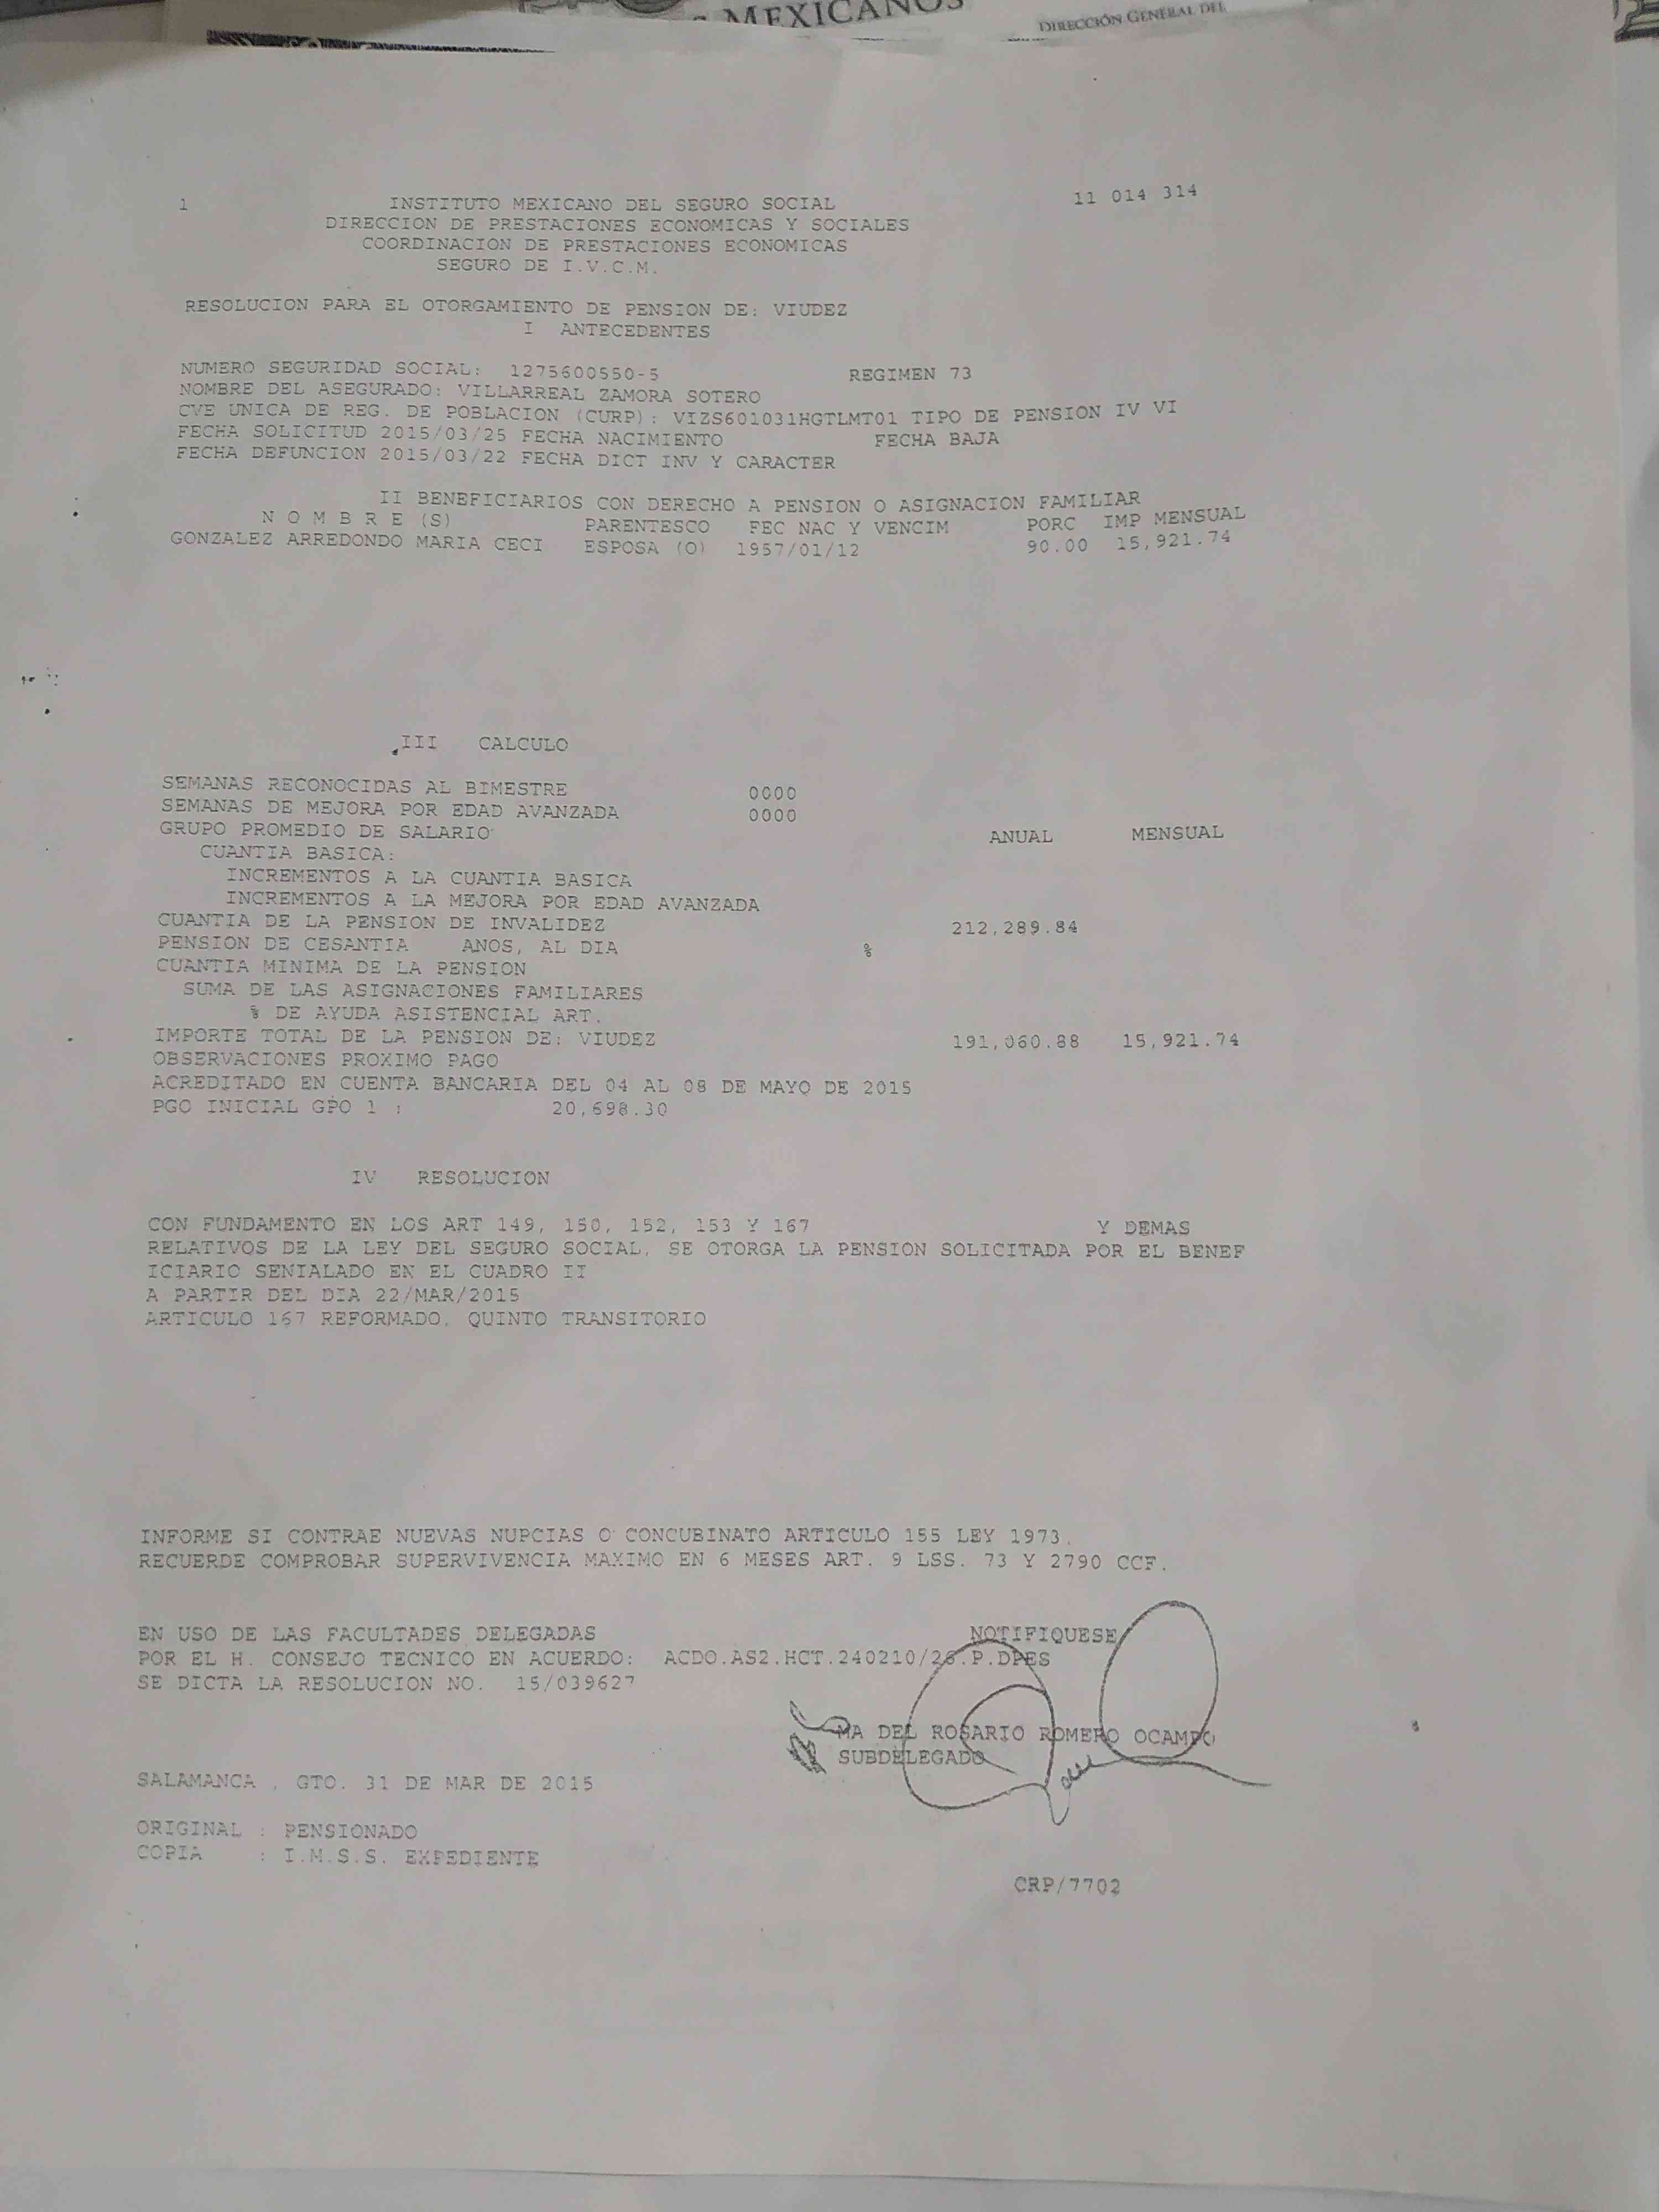 MEXICANOS
DIRECCIÓN GENERAL DEL
1 INSTITUTO MEXICANO DEL SEGURO SOCIAL 11 014 314
DIRECCION DE PRESTACIONES ECONOMICAS Y SOCIALES
COORDINACION DE PRESTACIONES ECONOMICAS
SEGURO DE I.V.C.M.
RESOLUCION PARA EL OTORGAMIENTO DE PENSION DE: VIUDEZ
I ANTECEDENTES
NUMERO SEGURIDAD SOCIAL: 1275600550-5 REGIMEN 73
NOMBRE DEL ASEGURADO: VILLARREAL ZAMORA SOTERO
CVE UNICA DE REG. DE POBLACION (CURP): VIZS601031HGTLMT01 TIPO DE PENSION IV VI
FECHA SOLICITUD 2015/03/25 FECHA NACIMIENTO FECHA BAJA
FECHA DEFUNCION 2015/03/22 FECHA DICT INV Y CARACTER
II BENEFICIARIOS CON DERECHO A PENSION O ASIGNACION FAMILIAR
N O M B R E (S) PARENTESCO FEC NAC Y VENCIM PORC IMP MENSUAL
GONZALEZ ARREDONDO MARIA CECI ESPOSA (O) 1957/01/12 90.00 15,921.74
III CALCULO
SEMANAS RECONOCIDAS AL BIMESTRE 0000
SEMANAS DE MEJORA POR EDAD AVANZADA 0000
GRUPO PROMEDIO DE SALARIO ANUAL MENSUAL
CUANTIA BASICA:
INCREMENTOS A LA CUANTIA BASICA
INCREMENTOS A LA MEJORA POR EDAD AVANZADA
CUANTIA DE LA PENSION DE INVALIDEZ 212,289.84
PENSION DE CESANTIA ANOS, AL DIA %
CUANTIA MINIMA DE LA PENSION
SUMA DE LAS ASIGNACIONES FAMILIARES
% DE AYUDA ASISTENCIAL ART.
IMPORTE TOTAL DE LA PENSION DE: VIUDEZ 191,060.88 15,921.74
OBSERVACIONES PROXIMO PAGO
ACREDITADO EN CUENTA BANCARIA DEL 04 AL 08 DE MAYO DE 2015
PGO INICIAL GPO 1 : 20,698.30
IV RESOLUCION
CON FUNDAMENTO EN LOS ART 149, 150, 152, 153 Y 167 Y DEMAS
RELATIVOS DE LA LEY DEL SEGURO SOCIAL, SE OTORGA LA PENSION SOLICITADA POR EL BENEF
ICIARIO SENIALADO EN EL CUADRO II
A PARTIR DEL DIA 22/MAR/2015
ARTICULO 167 REFORMADO, QUINTO TRANSITORIO
INFORME SI CONTRAE NUEVAS NUPCIAS O CONCUBINATO ARTICULO 155 LEY 1973.
RECUERDE COMPROBAR SUPERVIVENCIA MAXIMO EN 6 MESES ART. 9 LSS. 73 Y 2790 CCF.
EN USO DE LAS FACULTADES DELEGADAS NOTIFIQUESE
POR EL H. CONSEJO TECNICO EN ACUERDO: ACDO.AS2.HCT.240210/26.P.DPES
SE DICTA LA RESOLUCION NO. 15/039627
MA DEL ROSARIO ROMERO OCAMPO
SUBDELEGADO
SALAMANCA , GTO. 31 DE MAR DE 2015
ORIGINAL : PENSIONADO
COPIA : I.M.S.S. EXPEDIENTE
CRP/7702